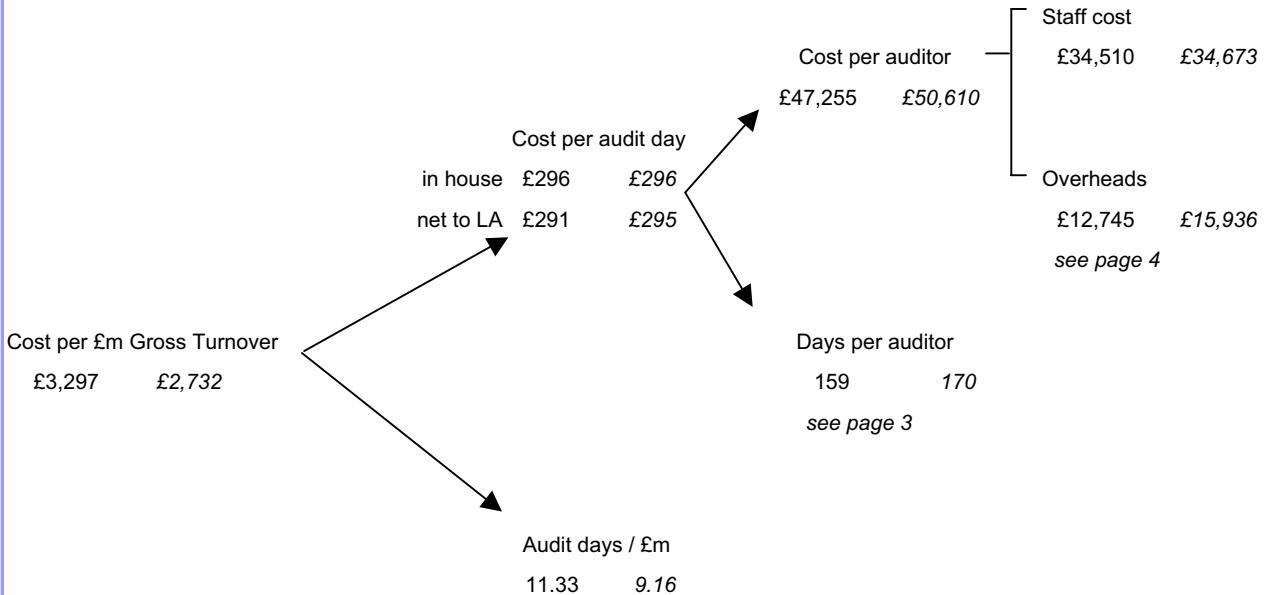 Staff cost
£34,510 £34,673
Cost per auditor
£47,255 £50,610
Cost per audit day
in house £296 £296
net to LA £291 £295
Overheads
£12,745 £15,936
see page 4
Cost per £m Gross Turnover
£3,297 £2,732
Days per auditor
159 170
see page 3
Audit days / £m
11.33 9.16